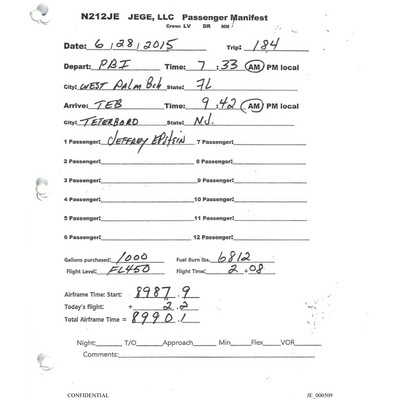 N212JE JEGE, LLC Passenger Manifest
Crew: LV DR
Date: 6/28/2015 Trip: 184
Depart: PBI Time: 7:33 AM PM local
City: WEST PALM BCH State: FL
Arrive: TEB Time: 9:42 AM PM local
City: TETERBORO State: N.J.
1 Passenger: JEFFREY EPSTEIN 7 Passenger:
2 Passenger: 8 Passenger:
3 Passenger: 9 Passenger:
4 Passenger: 10 Passenger:
5 Passenger: 11 Passenger:
6 Passenger: 12 Passenger:
Gallons purchased: 1000 Fuel Burn lbs. 6812
Flight Level: FL450 Flight Time: 2.08
Airframe Time: Start: 8987.9
Today's flight: + 2.2
Total Airframe Time = 8990.1
Night: T/O Approach Min Flex VOR
Comments:
CONFIDENTIAL JE_000509